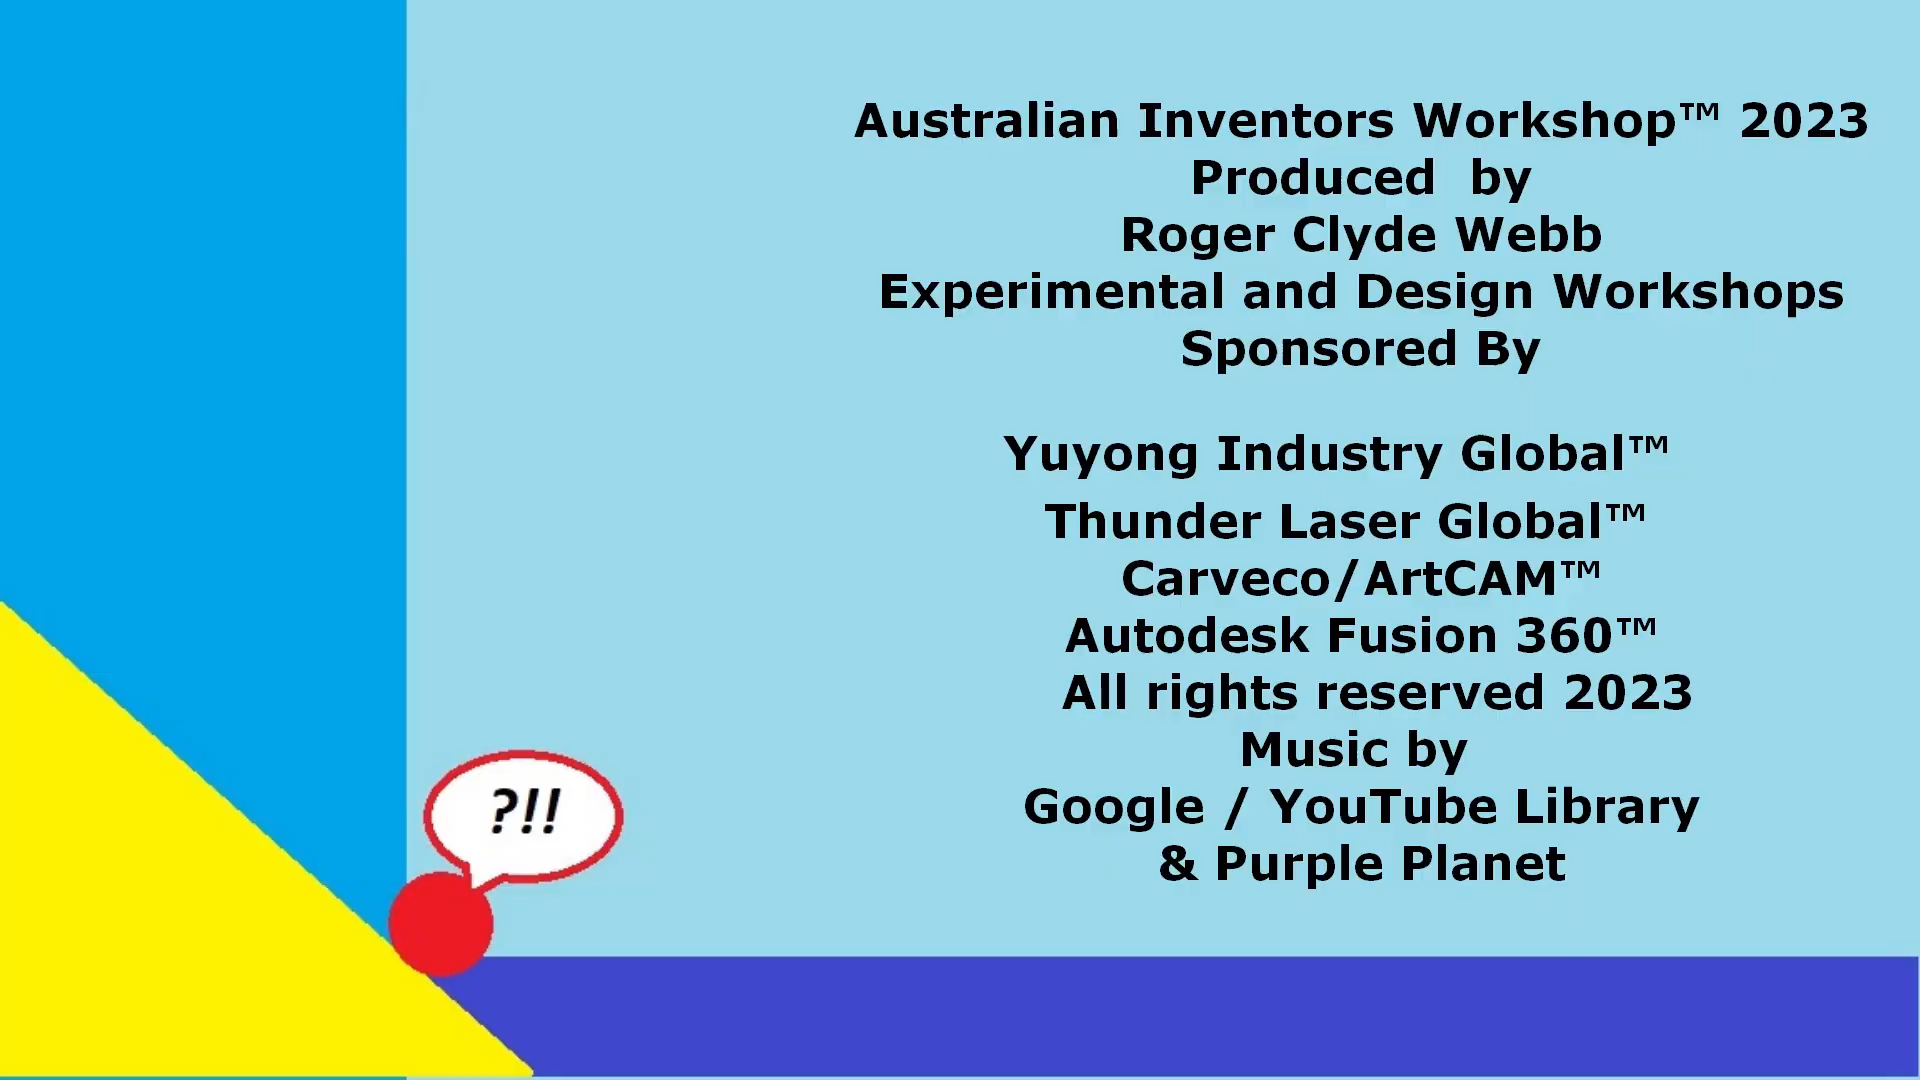 Australian Inventors Workshop™ 2023
Produced  by
Roger Clyde Webb
Experimental and Design Workshops
Sponsored By
Yuyong Industry Global™
Thunder Laser Global™
Carveco/ArtCAM™
Autodesk Fusion 360™
All rights reserved 2023
Music by
Google / YouTube Library
& Purple Planet
?!!